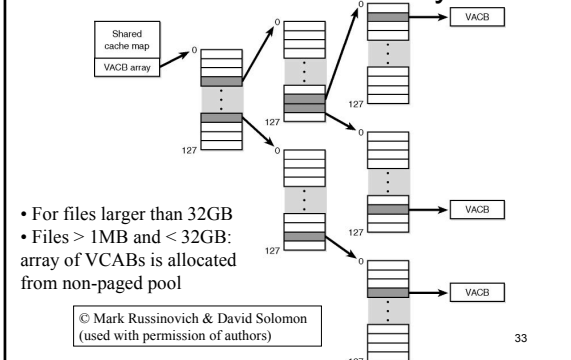 Shared
cache map
VACB array
0
127
0
127
0
127
VACB
0
127
0
127
VACB
0
127
VACB
• For files larger than 32GB
• Files > 1MB and < 32GB:
array of VCABs is allocated
from non-paged pool
© Mark Russinovich & David Solomon
(used with permission of authors)
33